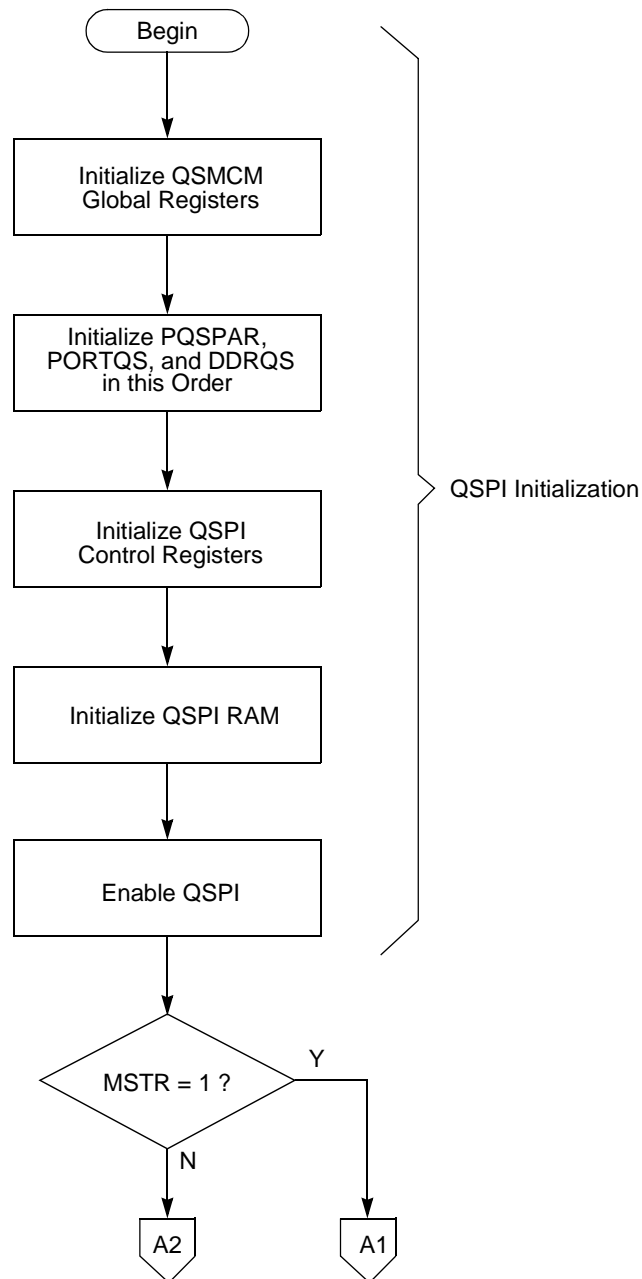 Begin
Initialize QSMCM
Global Registers
Initialize PQSPAR,
PORTQS, and DDRQS
in this Order
QSPI Initialization
Initialize QSPI
Control Registers
Initialize QSPI RAM
Enable QSPI
MSTR = 1 ?
Y
N
A2
A1